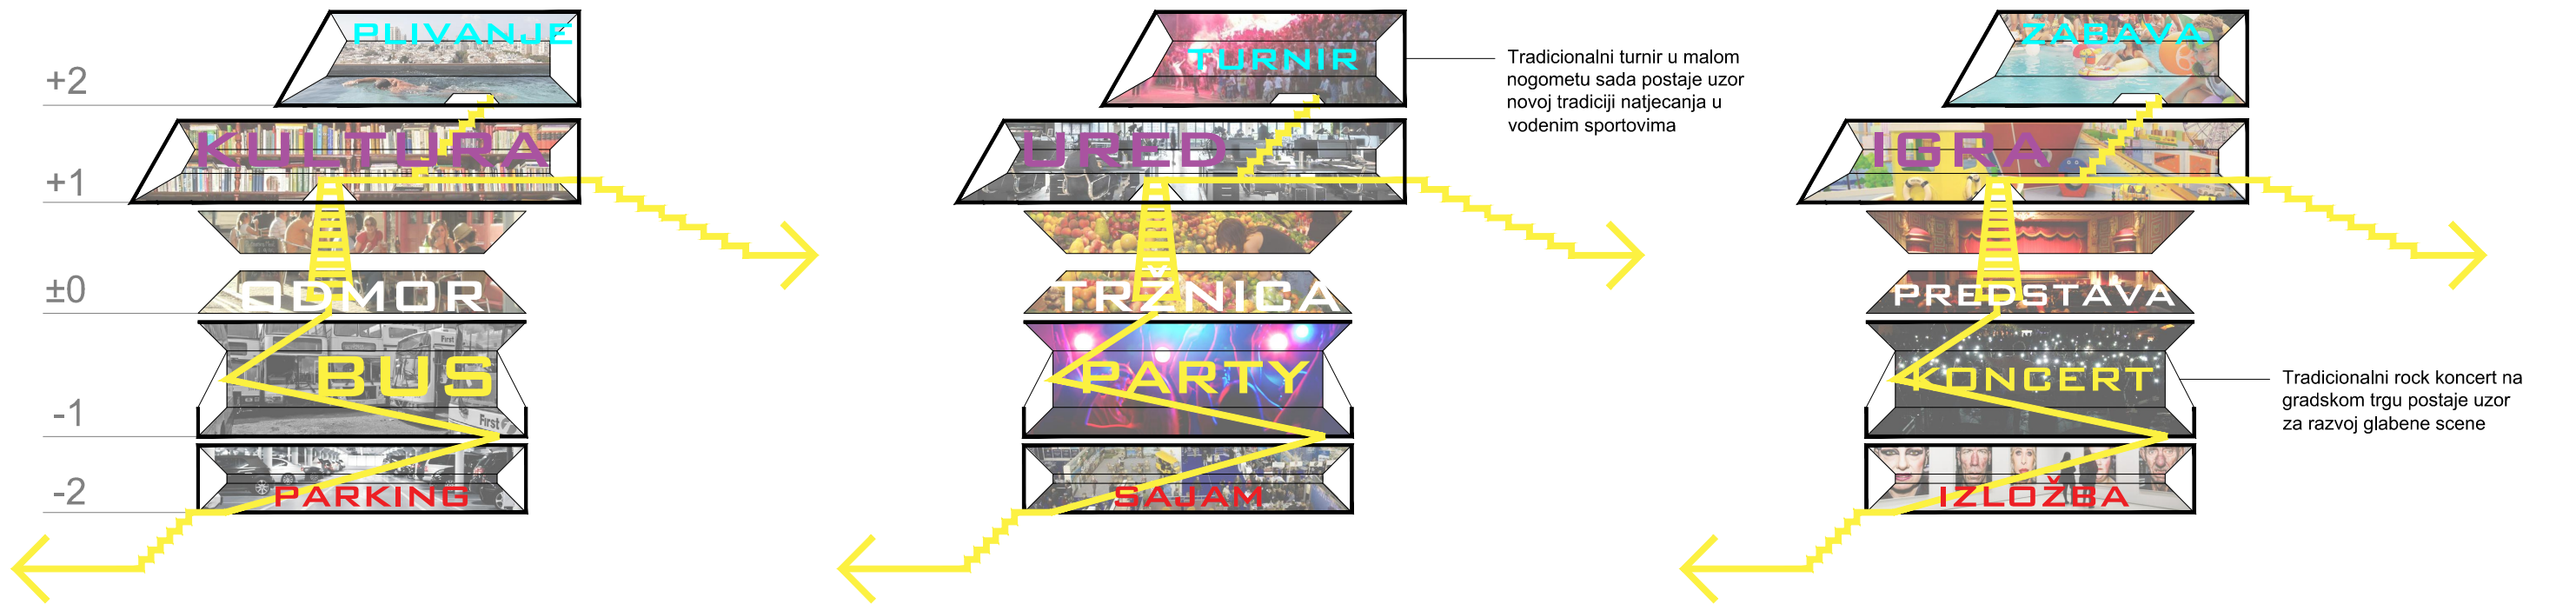 PLIVANJE
+2
KULTURA
+1
ODMOR
±0
BUS
First
First
-1
PARKING
-2
TURNIR
Tradicionalni turnir u malom
nogometu sada postaje uzor
novoj tradiciji natjecanja u
vodenim sportovima
URED
TRŽNICA
PARTY
SAJAM
ZABAVA
IGRA
PREDSTAVA
KONCERT
Tradicionalni rock koncert na
gradskom trgu postaje uzor
za razvoj glabene scene
IZLOŽBA